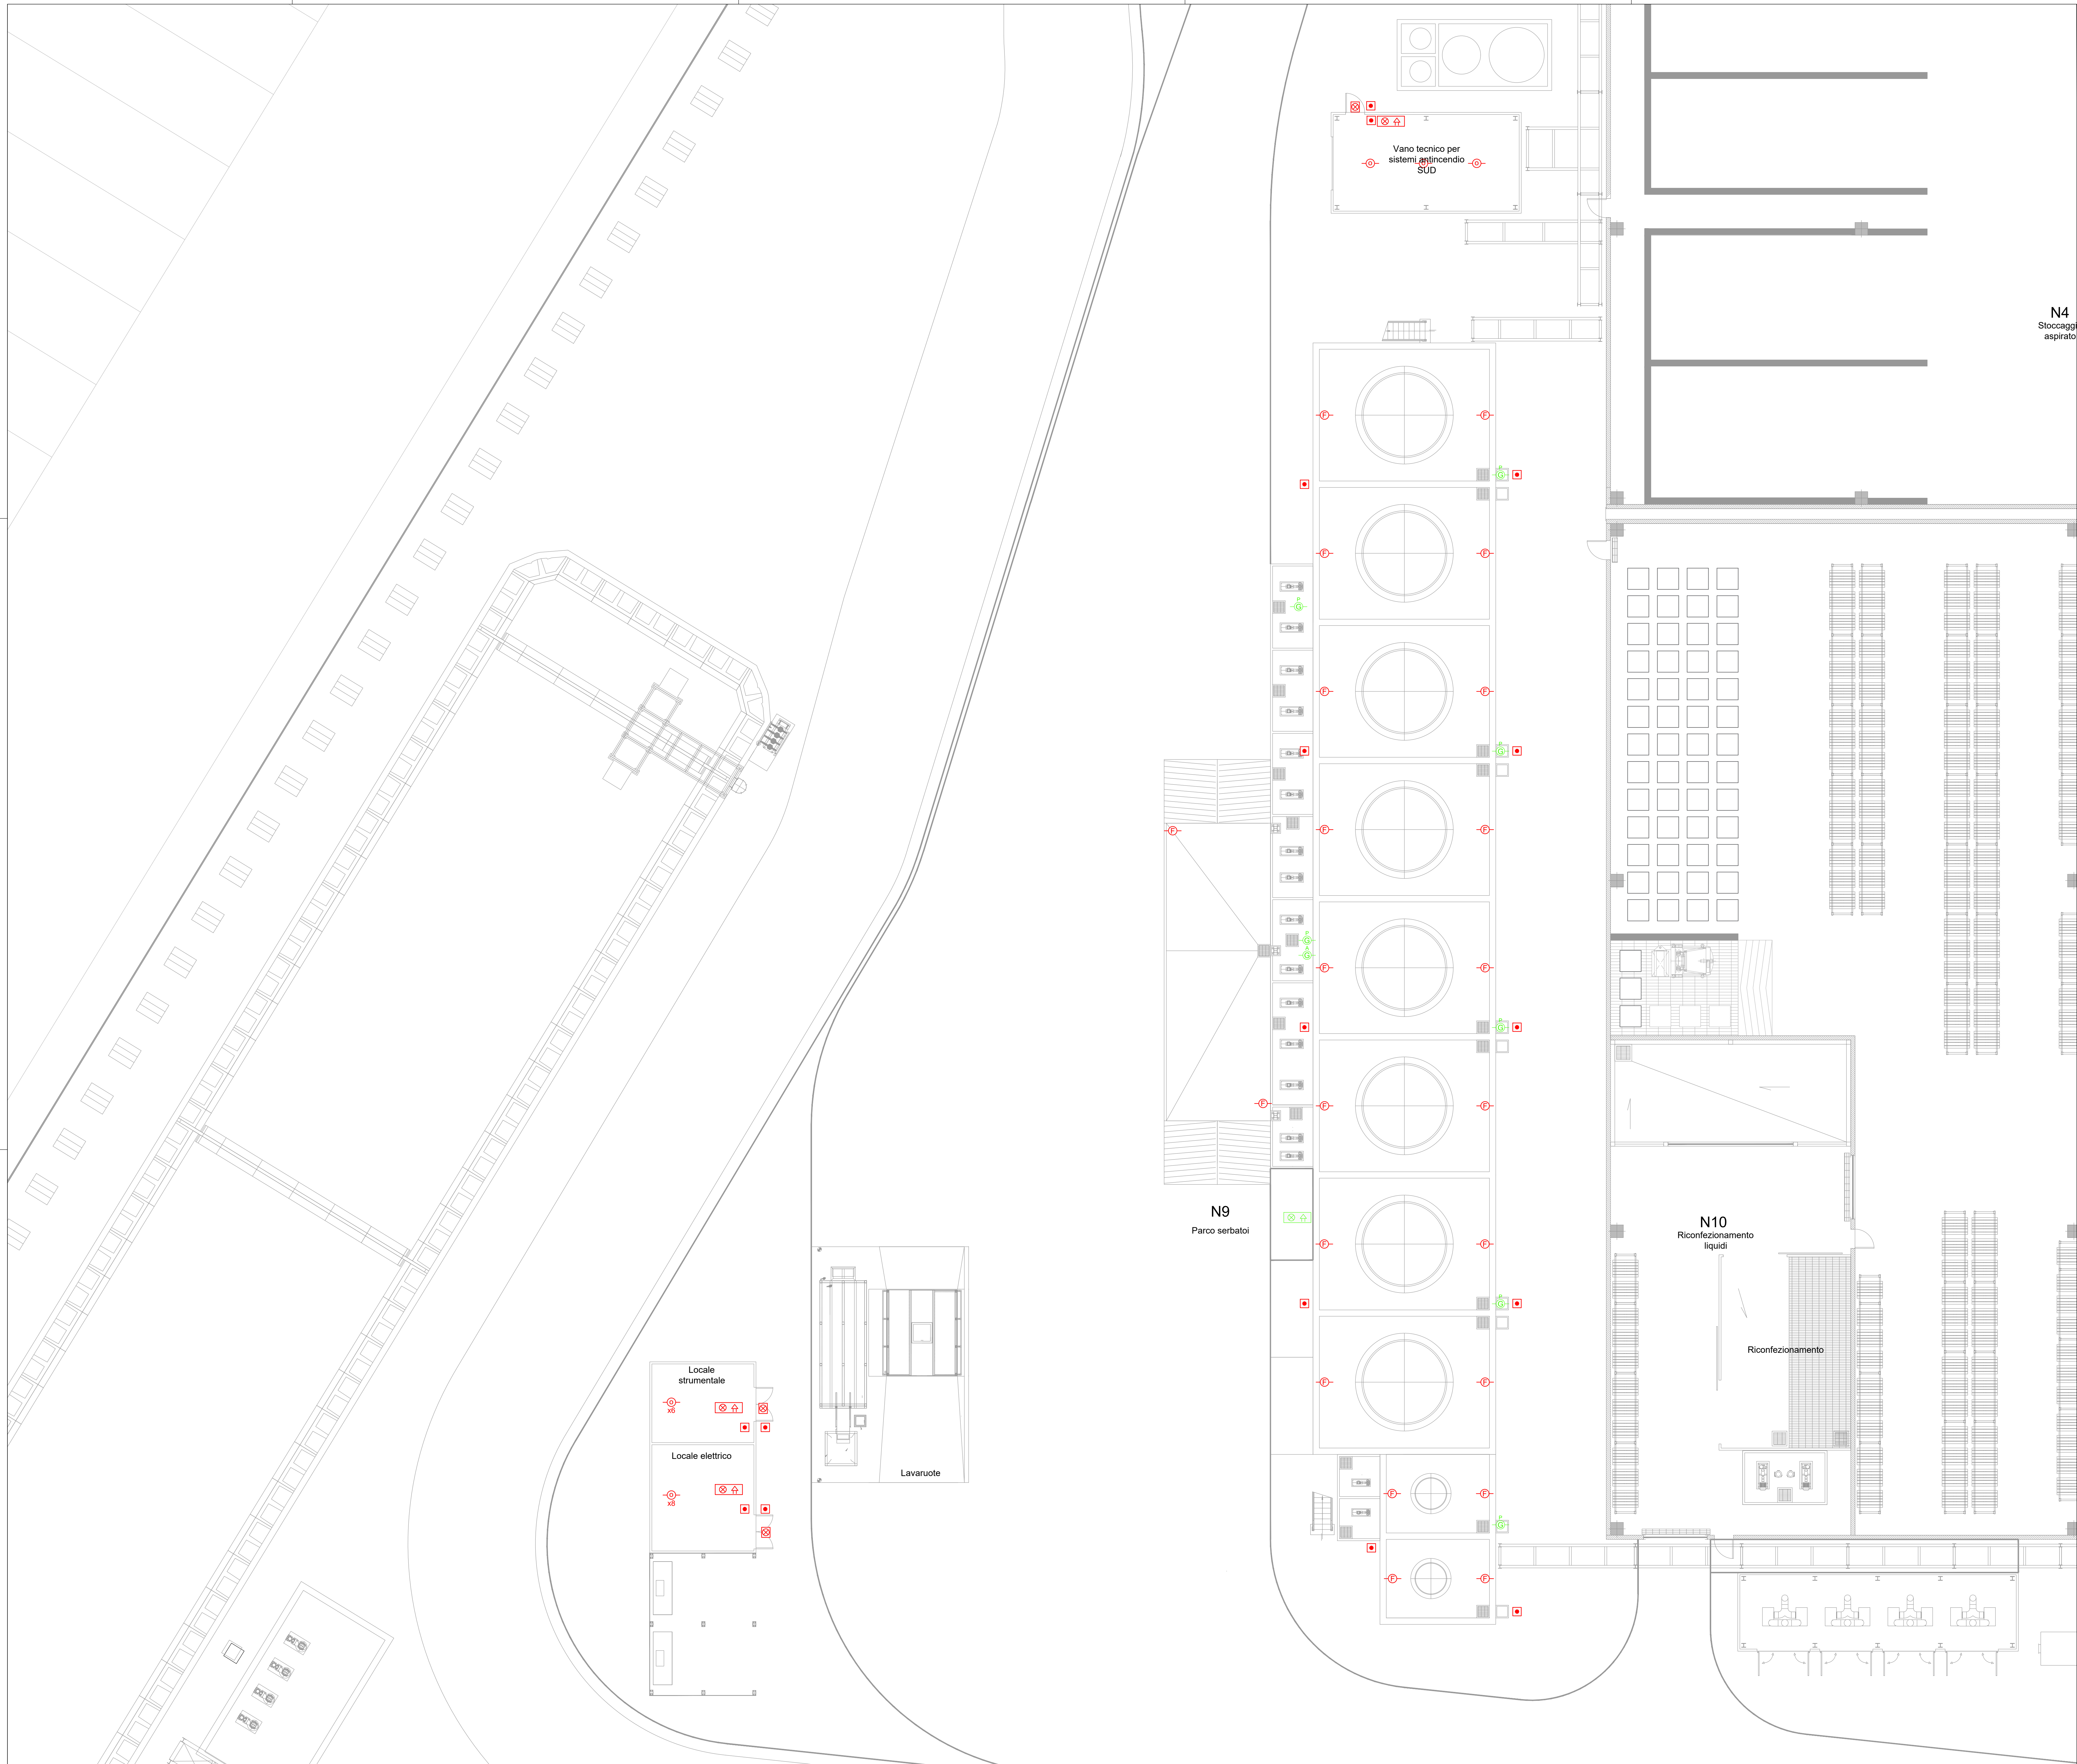 Vano tecnico per
sistemi antincendio
SUD
N4
Stoccaggi
aspirato
F
F
G
F
F
G
F
F
G
F
F
F
G
G
F
F
G
F
F
F
N9
Parco serbatoi
N10
Riconfezionamento
liquidi
F
F
G
Riconfezionamento
Locale
strumentale
x6
F
F
Locale elettrico
x8
Lavaruote
F
F
G
F
F